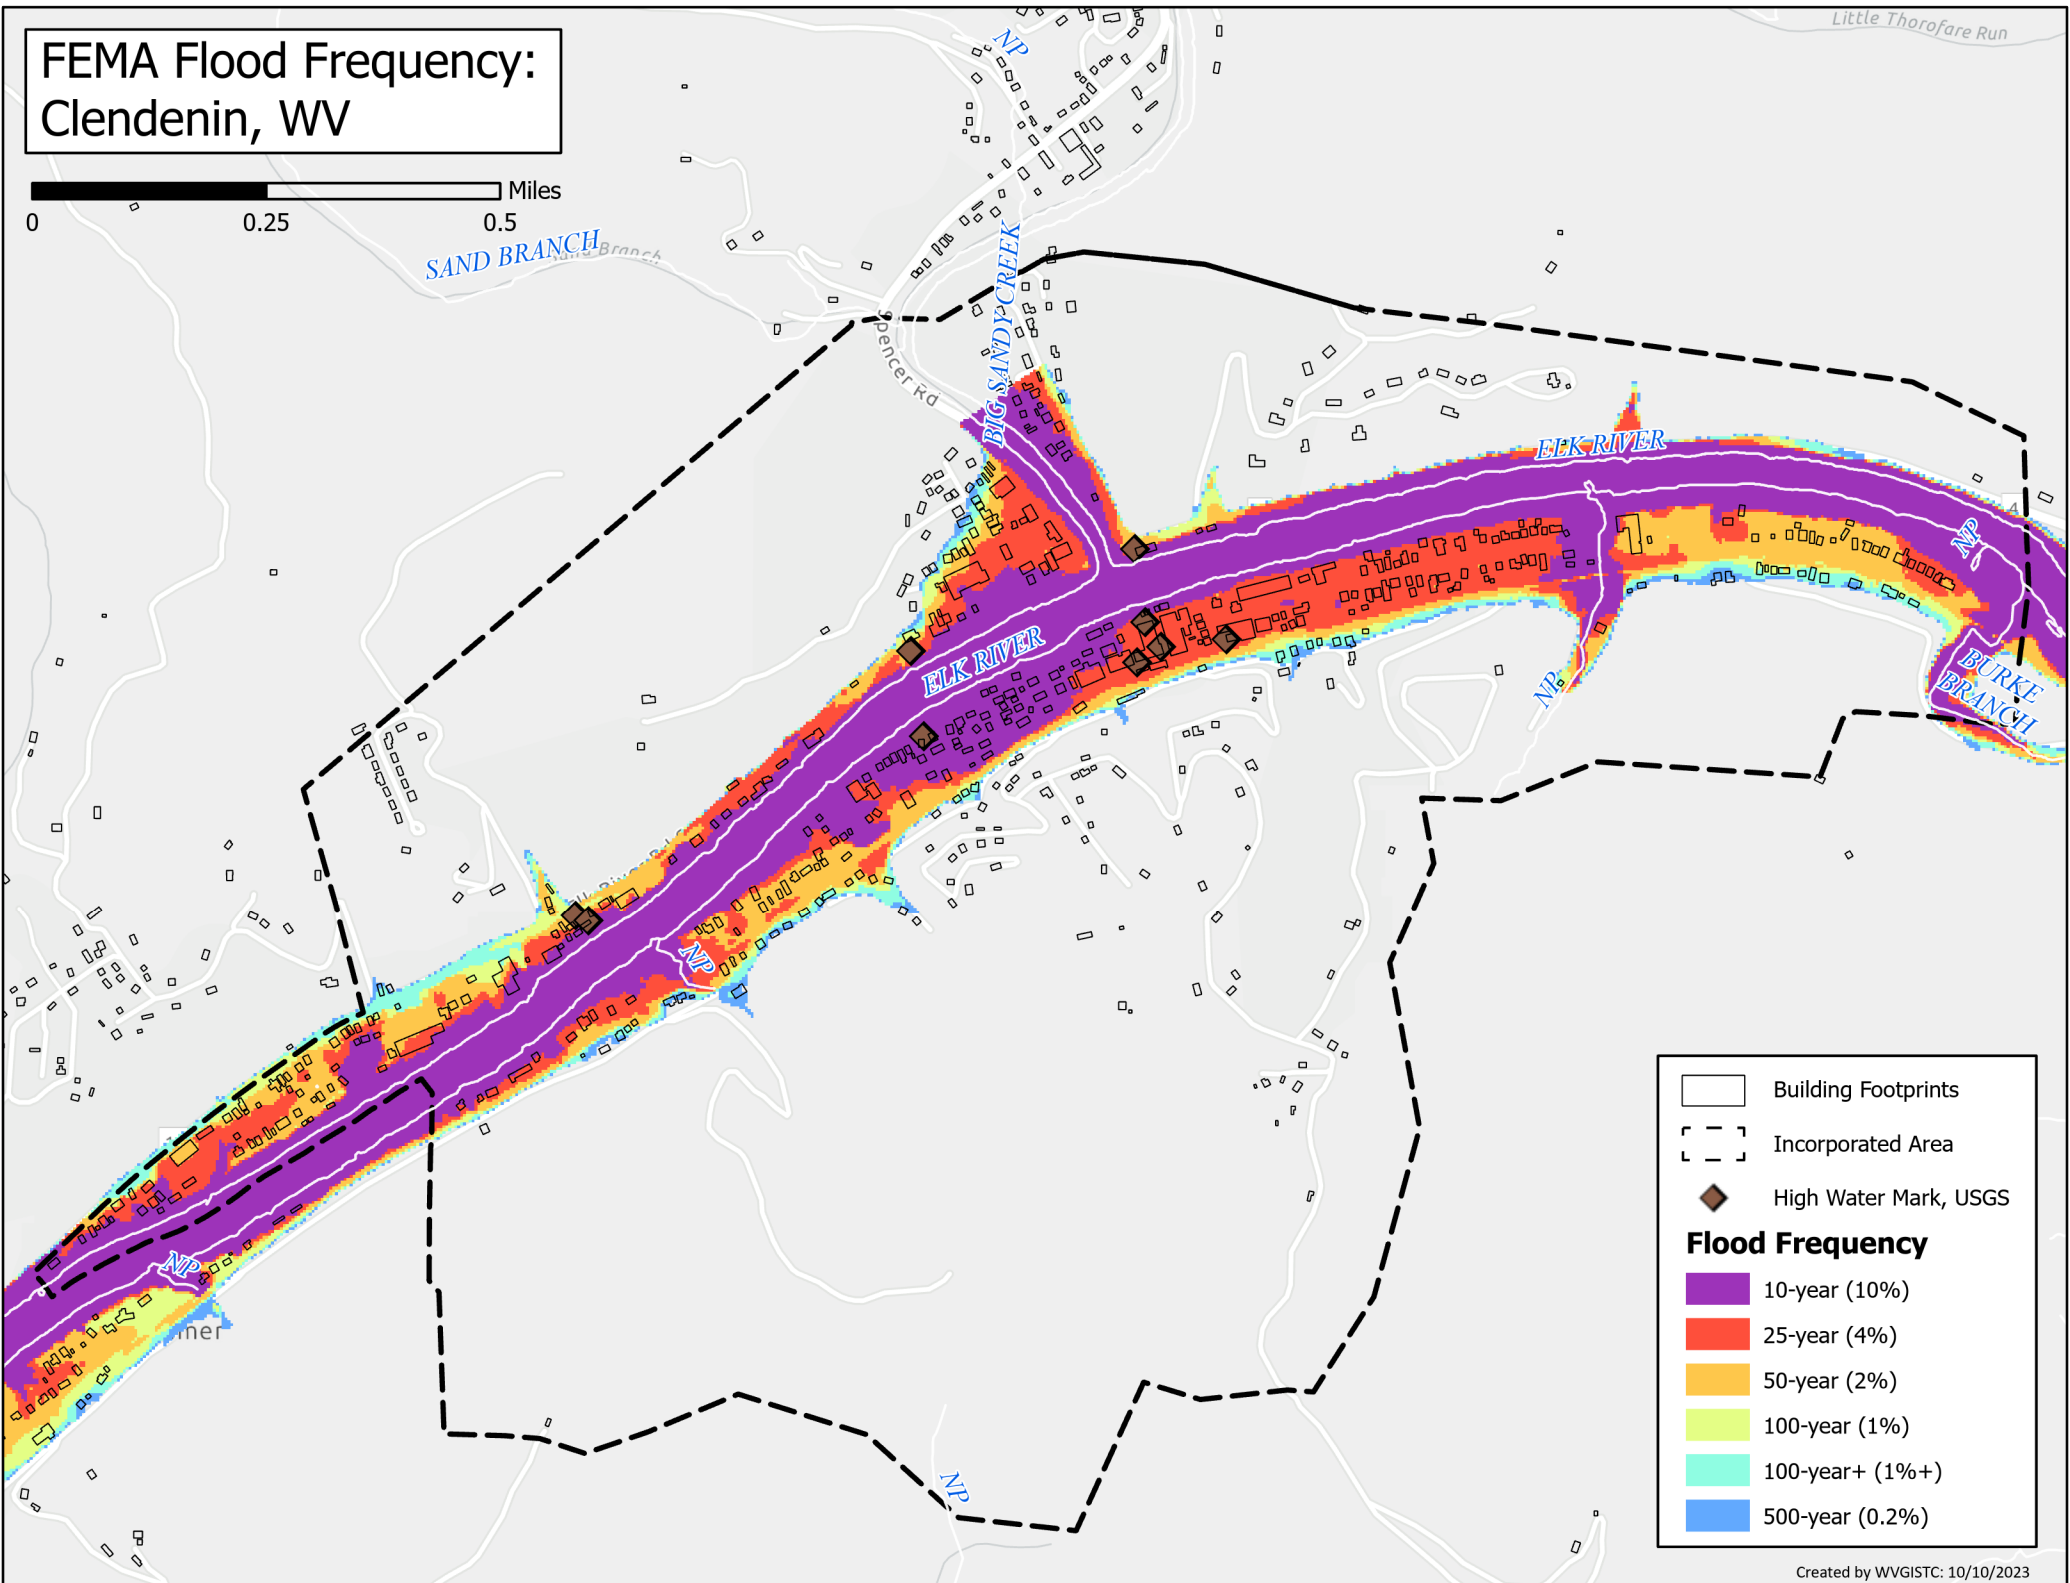 FEMA Flood Frequency:
Clendenin, WV
Miles
0 0.25 0.5
Little Thorofare Run
NP
SAND BRANCH
Branch
BIG SANDY CREEK
Spencer Rd
ELK RIVER
NP
ELK RIVER
NP
BURKE
BRANCH
NP
NP
NP
Building Footprints
Incorporated Area
High Water Mark, USGS
Flood Frequency
10-year (10%)
25-year (4%)
50-year (2%)
100-year (1%)
100-year+ (1%+)
500-year (0.2%)
Created by WVGISTC: 10/10/2023